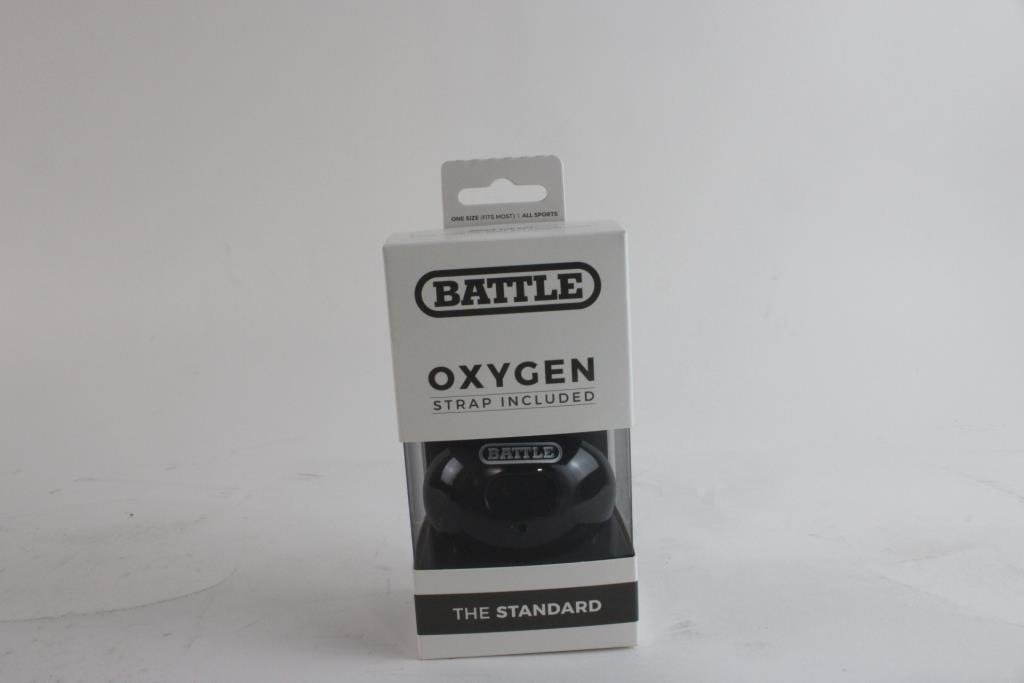 ONE SIZE (FITS MOST) | ALL SPORTS
BATTLE
OXYGEN
STRAP INCLUDED
BATTLE
THE STANDARD